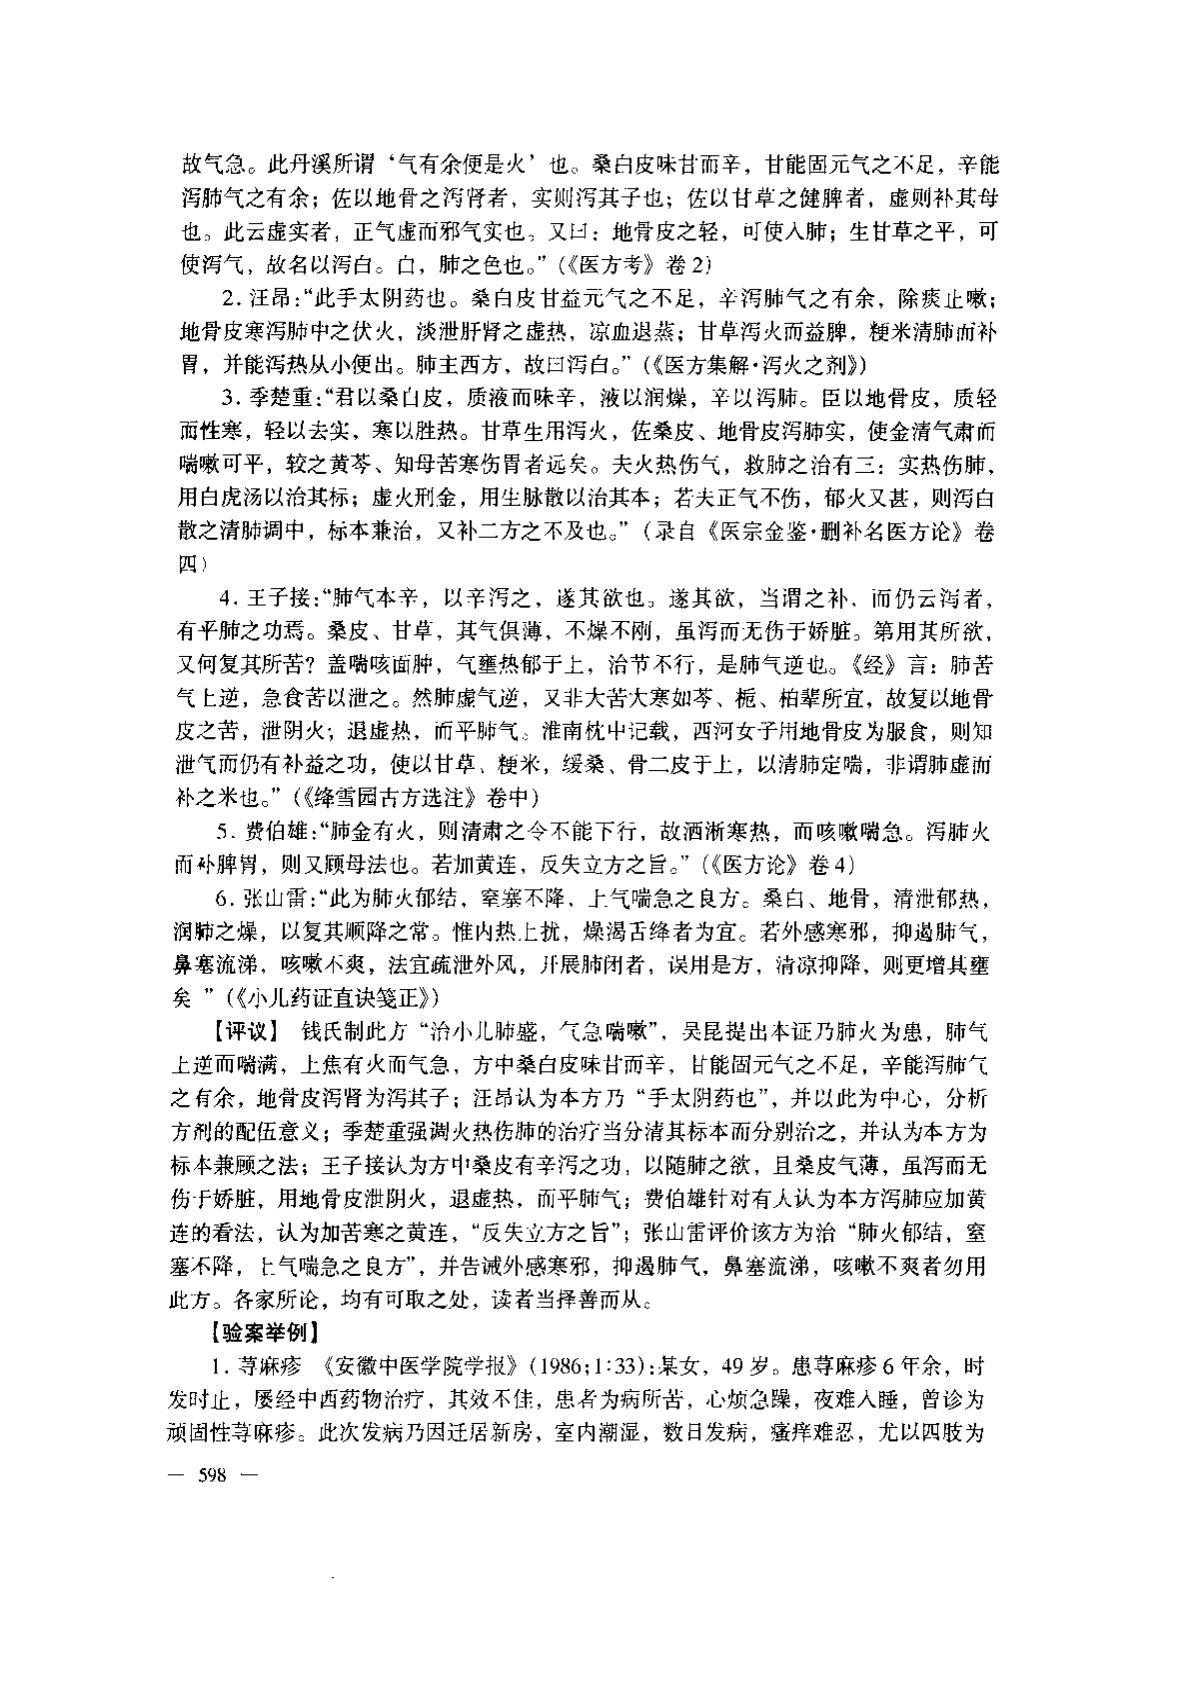 故气急。此丹溪所谓‘气有余便是火’也。桑白皮味甘而辛，甘能固元气之不足，辛能
泻肺气之有余；佐以地骨之泻肾者，实则泻其子也；佐以甘草之健脾者，虚则补其母
也。此云虚实者，正气虚而邪气实也。又曰：地骨皮之轻，可使入肺；生甘草之平，可
使泻气，故名以泻白。白，肺之色也。”（《医方考》卷2）
2. 汪昂：“此手太阴药也。桑白皮甘益元气之不足，辛泻肺气之有余，除痰止嗽；
地骨皮寒泻肺中之伏火，淡泄肝肾之虚热，凉血退蒸；甘草泻火而益脾，粳米清肺而补
胃，并能泻热从小便出。肺主西方，故曰泻白。”（《医方集解·泻火之剂》）
3. 季楚重：“君以桑白皮，质液而味辛，液以润燥，辛以泻肺。臣以地骨皮，质轻
而性寒，轻以去实，寒以胜热。甘草生用泻火，佐桑皮、地骨皮泻肺实，使金清气肃而
喘嗽可平，较之黄芩、知母苦寒伤胃者远矣。夫火热伤气，救肺之治有三：实热伤肺，
用白虎汤以治其标；虚火刑金，用生脉散以治其本；若夫正气不伤，郁火又甚，则泻白
散之清肺调中，标本兼治，又补二方之不及也。”（录自《医宗金鉴·删补名医方论》卷
四）
4. 王子接：“肺气本辛，以辛泻之，遂其欲也。遂其欲，当谓之补，而仍云泻者，
有平肺之功焉。桑皮、甘草，其气俱薄，不燥不刚，虽泻而无伤于娇脏。第用其所欲，
又何复其所苦？盖喘咳面肿，气壅热郁于上，治节不行，是肺气逆也。《经》言：肺苦
气上逆，急食苦以泄之。然肺虚气逆，又非大苦大寒如芩、栀、柏辈所宜，故复以地骨
皮之苦，泄阴火；退虚热，而平肺气。淮南枕中记载，西河女子用地骨皮为服食，则知
泄气而仍有补益之功，使以甘草、粳米，缓桑、骨二皮于上，以清肺定喘，非谓肺虚而
补之米也。”（《绛雪园古方选注》卷中）
5. 费伯雄：“肺金有火，则清肃之令不能下行，故洒淅寒热，而咳嗽喘急。泻肺火
而补脾胃，则又顾母法也。若加黄连，反失立方之旨。”（《医方论》卷4）
6. 张山雷：“此为肺火郁结，窒塞不降，上气喘急之良方。桑白、地骨，清泄郁热，
润肺之燥，以复其顺降之常。惟内热上扰，燥渴舌绛者为宜。若外感寒邪，抑遏肺气，
鼻塞流涕，咳嗽不爽，法宜疏泄外风，开展肺闭者，误用是方，清凉抑降，则更增其壅
矣 ”（《小儿药证直诀笺正》）
【评议】 钱氏制此方“治小儿肺盛，气急喘嗽”，吴昆提出本证乃肺火为患，肺气
上逆而喘满，上焦有火而气急，方中桑白皮味甘而辛，甘能固元气之不足，辛能泻肺气
之有余，地骨皮泻肾为泻其子；汪昂认为本方乃“手太阴药也”，并以此为中心，分析
方剂的配伍意义；季楚重强调火热伤肺的治疗当分清其标本而分别治之，并认为本方为
标本兼顾之法；王子接认为方中桑皮有辛泻之功，以随肺之欲，且桑皮气薄，虽泻而无
伤于娇脏，用地骨皮泄阴火，退虚热，而平肺气；费伯雄针对有人认为本方泻肺应加黄
连的看法，认为加苦寒之黄连，“反失立方之旨”；张山雷评价该方为治“肺火郁结，窒
塞不降，上气喘急之良方”，并告诫外感寒邪，抑遏肺气，鼻塞流涕，咳嗽不爽者勿用
此方。各家所论，均有可取之处，读者当择善而从。
【验案举例】
1. 荨麻疹 《安徽中医学院学报》（1986；1∶33）：某女，49岁。患荨麻疹6年余，时
发时止，屡经中西药物治疗，其效不佳，患者为病所苦，心烦急躁，夜难入睡，曾诊为
顽固性荨麻疹。此次发病乃因迁居新房，室内潮湿，数日发病，瘙痒难忍，尤以四肢为
— 598 —